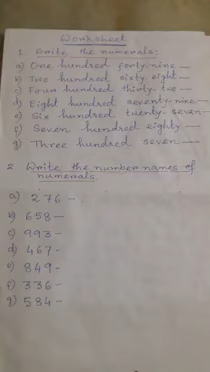 Worksheet
1. Write the numerals:
a) One hundred forty-nine —
b) Two hundred sixty eight —
c) Four hundred thirty-two —
d) Eight hundred seventy-nine —
e) Six hundred twenty-seven —
f) Seven hundred eighty —
g) Three hundred seven —
2. Write the number names of
numerals
a) 276 —
b) 658 —
c) 993 —
d) 467 —
e) 849 —
f) 336 —
g) 584 —